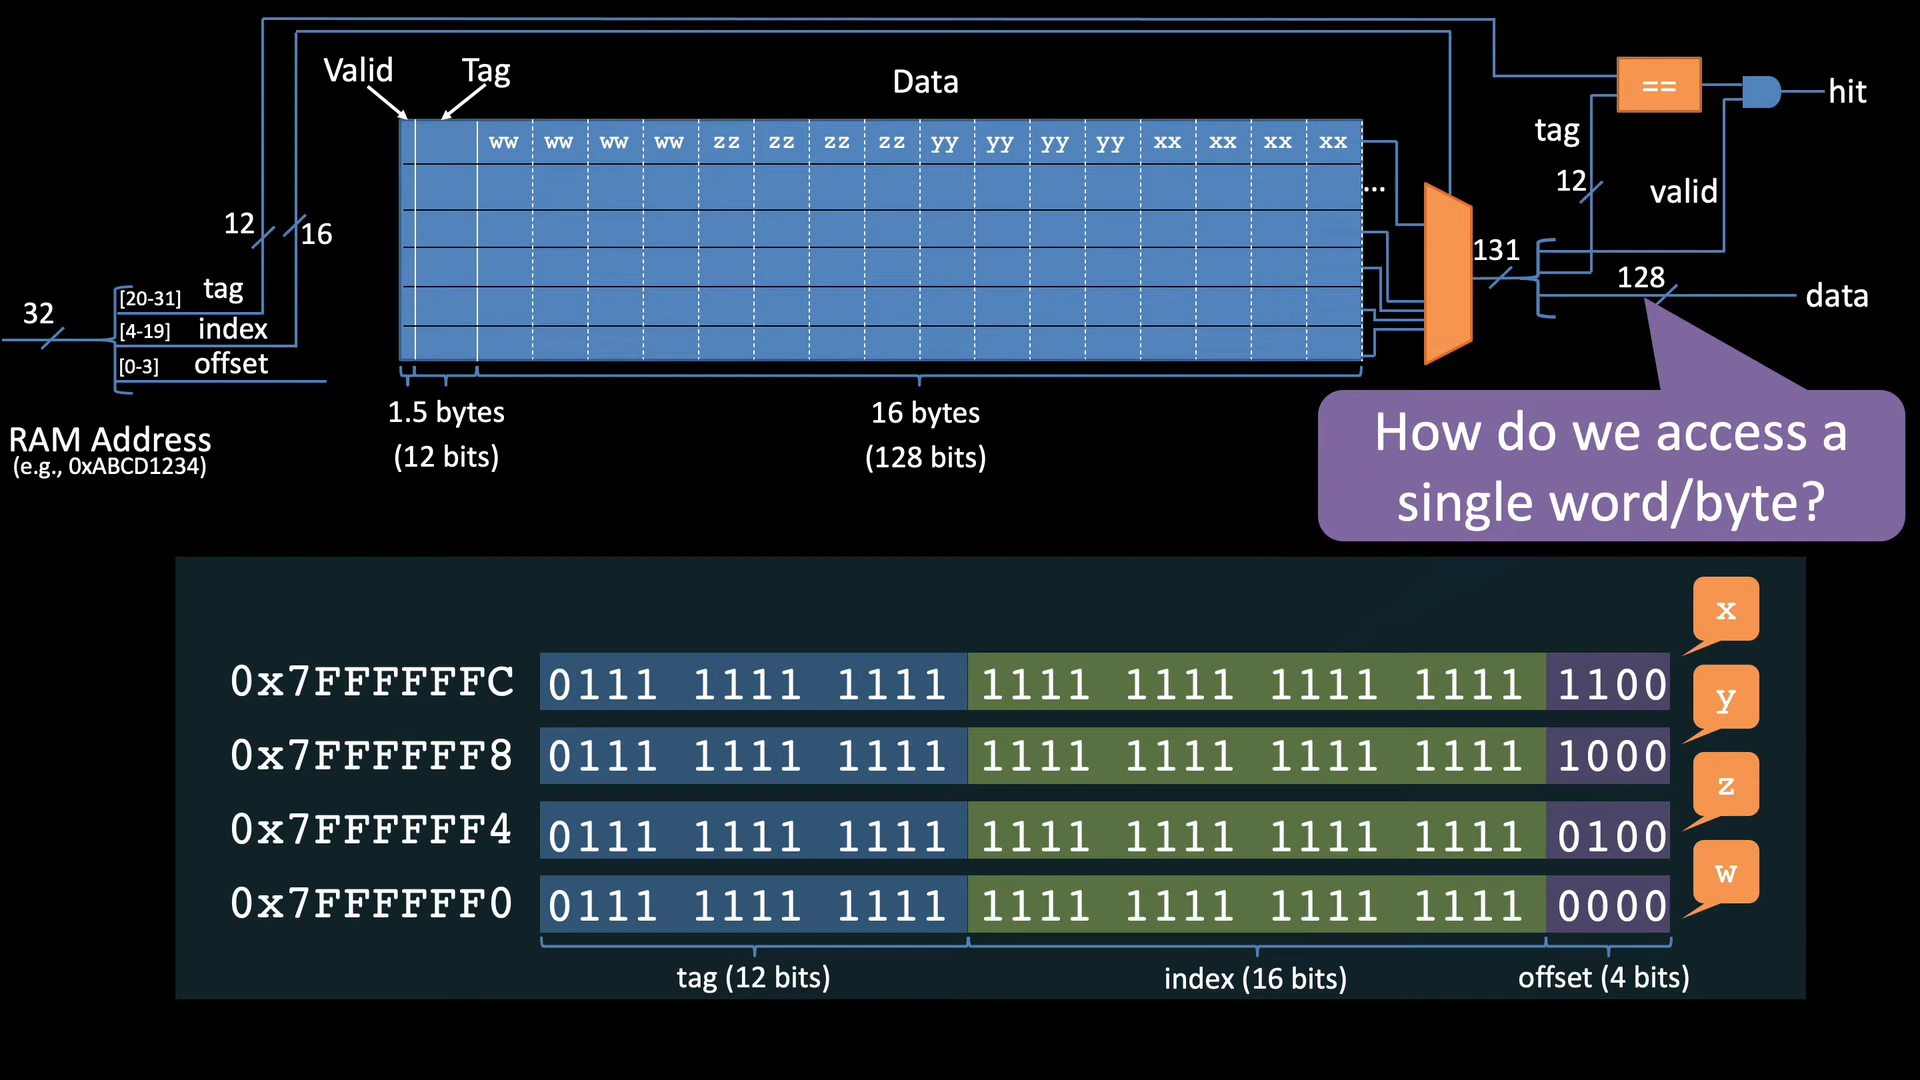 Valid
Tag
Data
==
hit
tag
ww ww ww ww zz zz zz zz yy yy yy yy xx xx xx xx
...
12
valid
12
16
131
128
data
32
[20-31] tag
[4-19] index
[0-3] offset
RAM Address
(e.g., 0xABCD1234)
1.5 bytes
(12 bits)
16 bytes
(128 bits)
How do we access a
single word/byte?
x
0x7FFFFFFC 0111 1111 1111 1111 1111 1111 1111 1100
y
0x7FFFFFF8 0111 1111 1111 1111 1111 1111 1111 1000
z
0x7FFFFFF4 0111 1111 1111 1111 1111 1111 1111 0100
w
0x7FFFFFF0 0111 1111 1111 1111 1111 1111 1111 0000
tag (12 bits)
index (16 bits)
offset (4 bits)